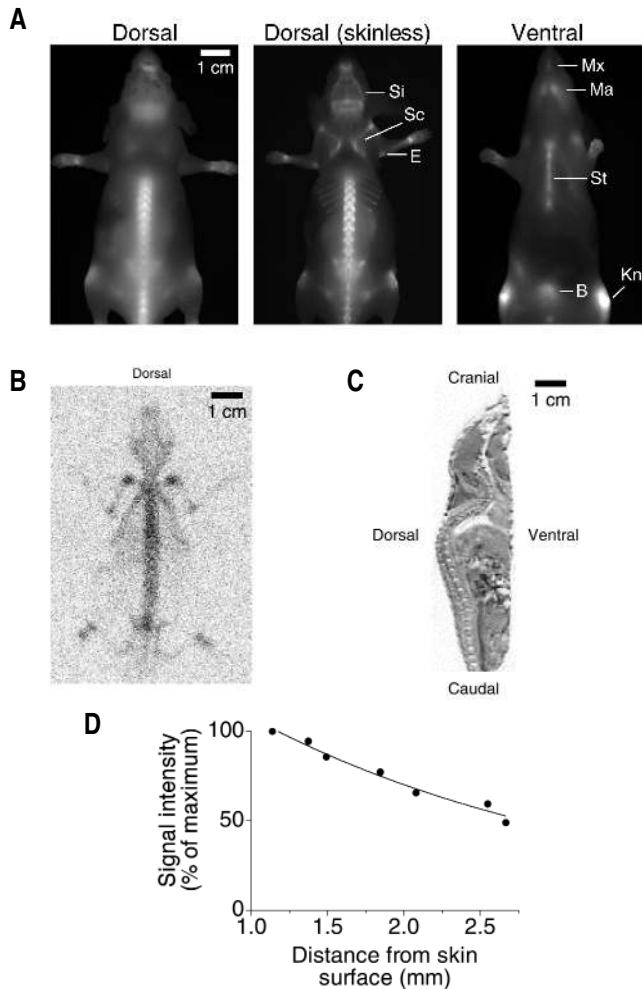 A
Dorsal
1 cm
Dorsal (skinless)
Si
Sc
E
Ventral
Mx
Ma
St
B
Kn
B
Dorsal
1 cm
C
Cranial
1 cm
Dorsal
Ventral
Caudal
D
Signal intensity
(% of maximum)
100
50
0
1.0
1.5
2.0
2.5
Distance from skin
surface (mm)